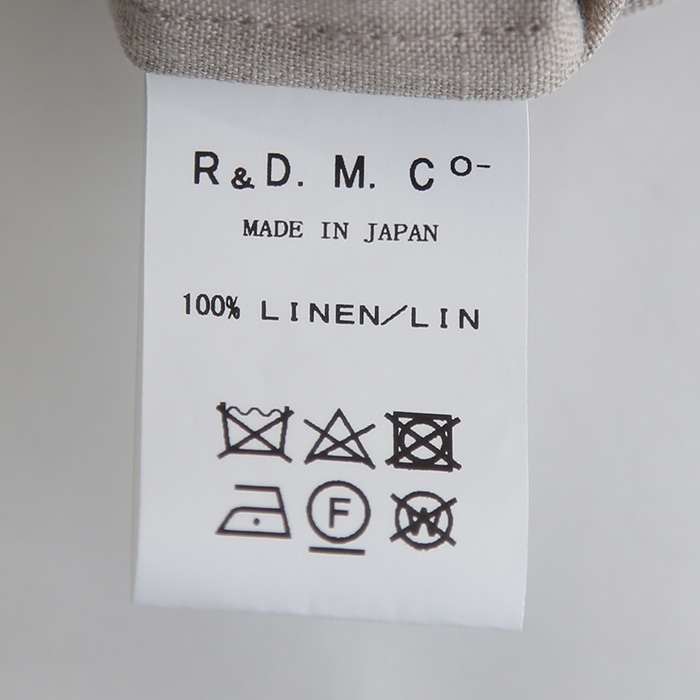 R&D. M. Co-
MADE IN JAPAN
100% LINEN/LIN
F
W